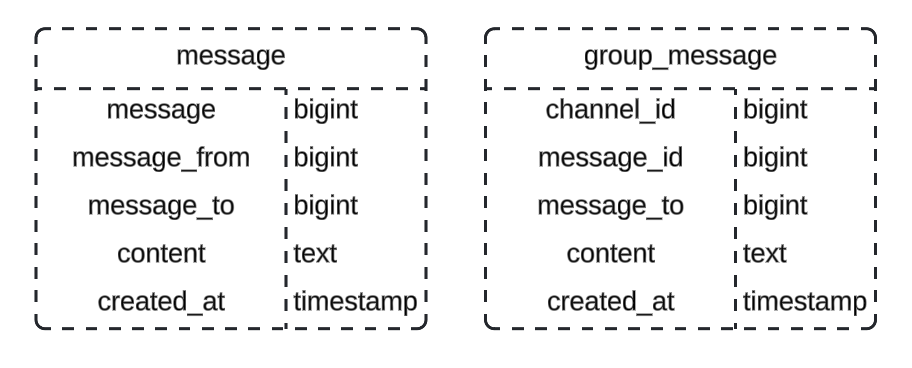 message
message bigint
message_from bigint
message_to bigint
content text
created_at timestamp
group_message
channel_id bigint
message_id bigint
message_to bigint
content text
created_at timestamp